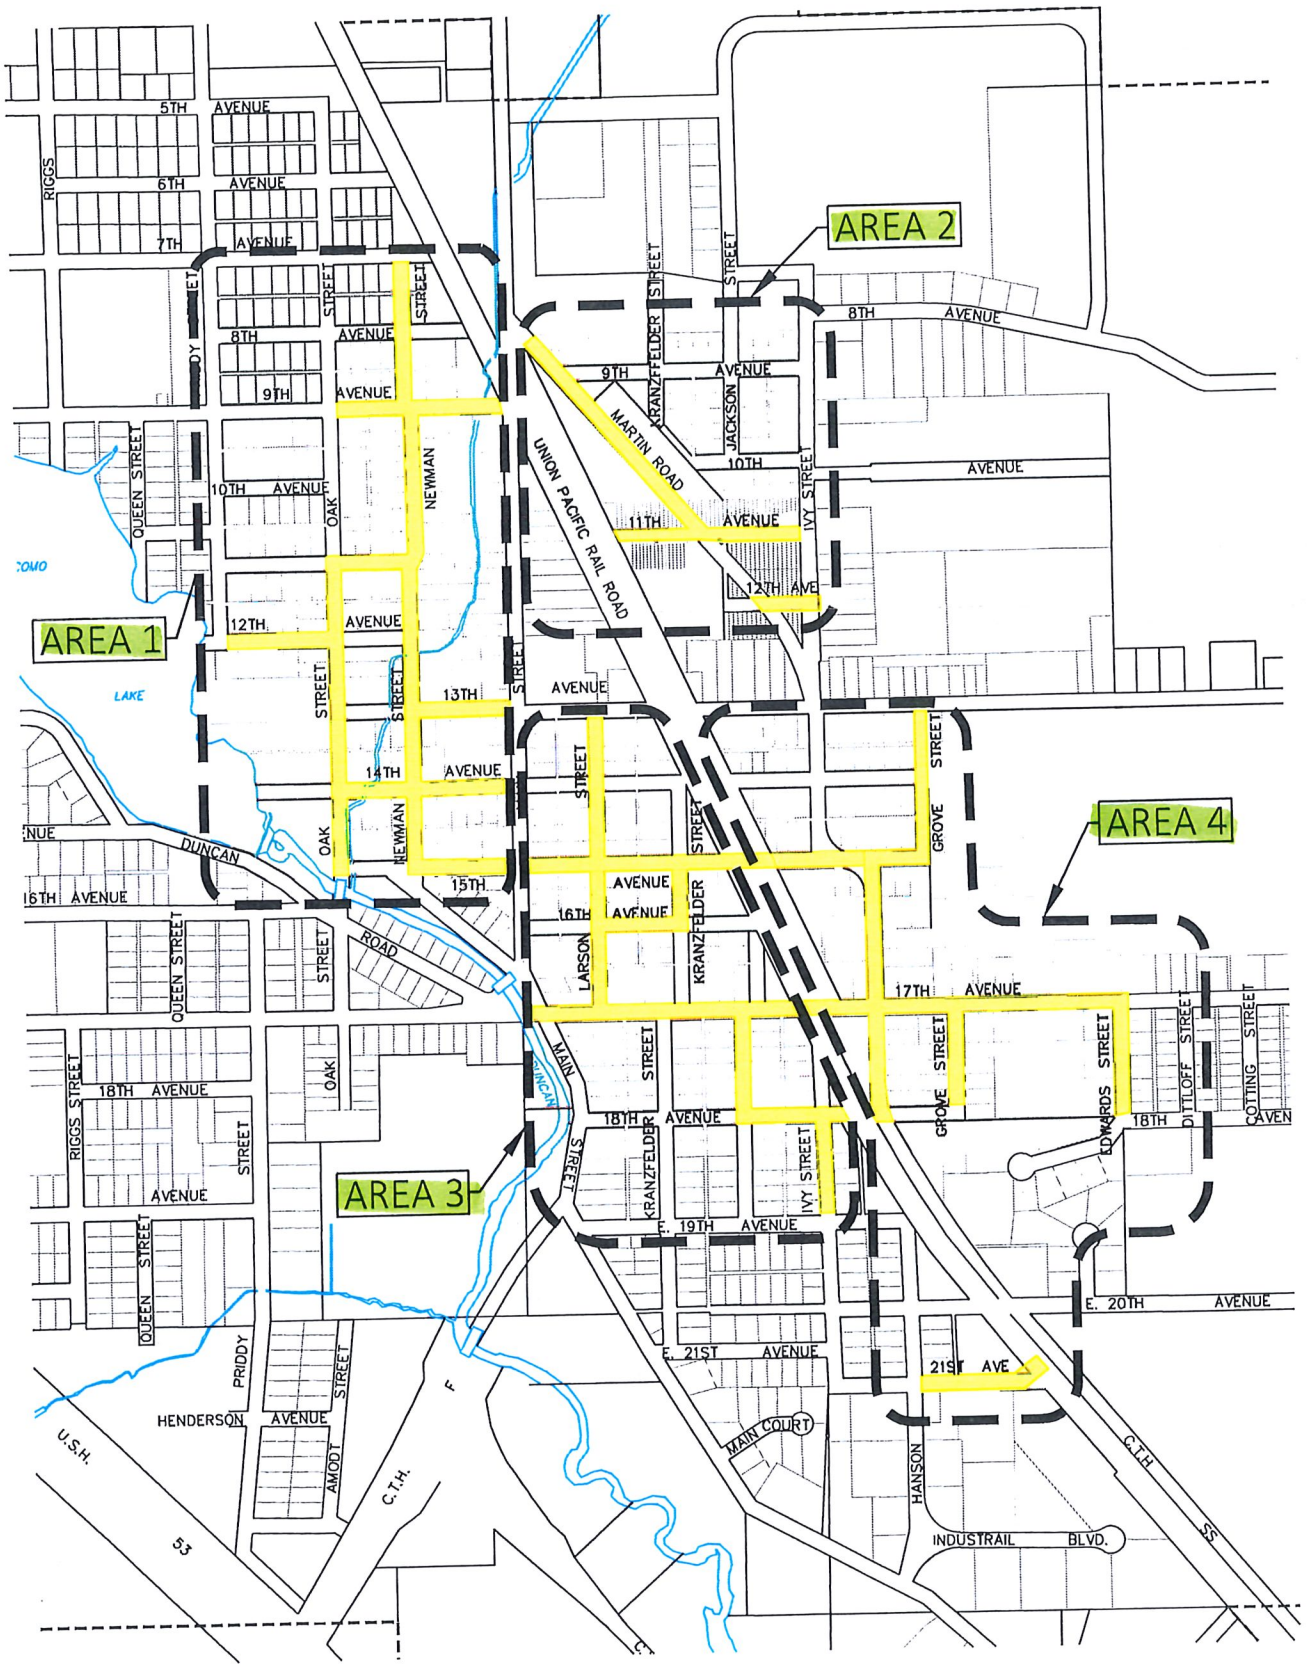 5TH AVENUE
RIGGS
6TH AVENUE
7TH AVENUE
AREA 2
STREET
STREET
KRANZFELDER STREET
STREET
8TH AVENUE
8TH AVENUE
9TH AVENUE
9TH AVENUE
JACKSON
MARTIN ROAD
QUEEN STREET
NEWMAN
UNION PACIFIC RAIL ROAD
10TH
AVENUE
10TH AVENUE
OAK
IVY STREET
11TH AVENUE
COMO
12TH AVE
12TH AVENUE
AREA 1
STREET
LAKE
STREET
STREET
13TH AVENUE
STREET
STREET
14TH AVENUE
STREET
GROVE
AREA 4
OAK
NEWMAN
DUNCAN
ROAD
15TH AVENUE
16TH AVENUE
16TH AVENUE
LARSON
KRANZFELDER
QUEEN STREET
STREET
17TH AVENUE
MAIN
STREET
DUNCAN
STREET
OAK
18TH AVENUE
RIGGS STREET
18TH AVENUE
GROVE STREET
EDWARDS STREET
DITTLOFF STREET
COTTING STREET
18TH AVEN
STREET
KRANZFELDER
IVY STREET
AREA 3
AVENUE
E. 19TH AVENUE
QUEEN STREET
E. 20TH AVENUE
E. 21ST AVENUE
21ST AVE
PRIDDY
STREET
AMODT
HENDERSON AVENUE
F
C.T.H.
MAIN COURT
HANSON
C.T.H
SS
U.S.H.
53
INDUSTRAIL BLVD.